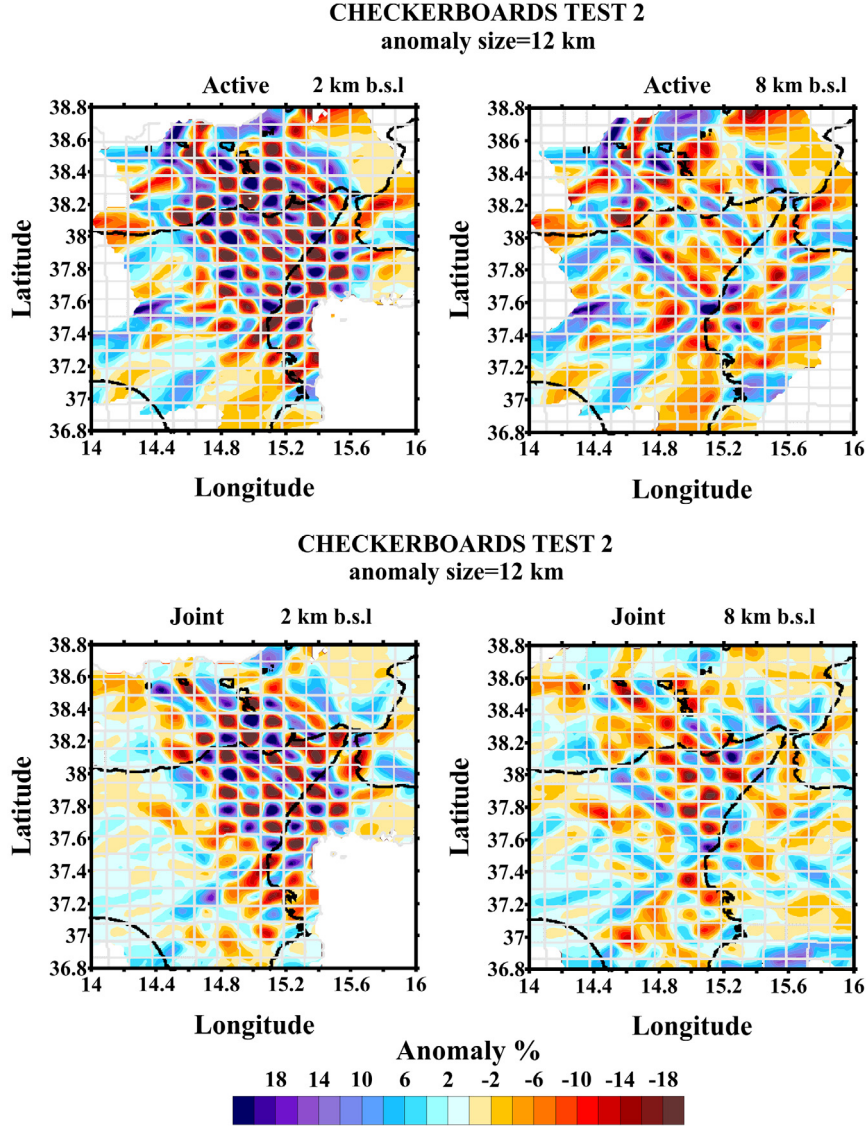 CHECKERBOARDS TEST 2
anomaly size=12 km
Active 2 km b.s.l
Active 8 km b.s.l
38.8
38.6
38.4
38.2
38
37.8
37.6
37.4
37.2
37
36.8
Latitude
14 14.4 14.8 15.2 15.6 16
Longitude
38.8
386
38.4
38.2
38
37.8
37.6
37.4
37.2
37
36.8
Latitude
14 14.4 14.8 15.2 15.6 16
Longitude
CHECKERBOARDS TEST 2
anomaly size=12 km
Joint 2 km b.s.l
Joint 8 km b.s.l
38.8
38.6
38.4
38.2
38
37.8
37.6
37.4
37.2
37
36.8
Latitude
14 14.4 14.8 15.2 15.6 16
Longitude
38.8
38.6
38.4
38.2
38
37.8
37.6
37.4
37.2
37
36.8
Latitude
14 14.4 14.8 15.2 15.6 16
Longitude
Anomaly %
18 14 10 6 2 -2 -6 -10 -14 -18